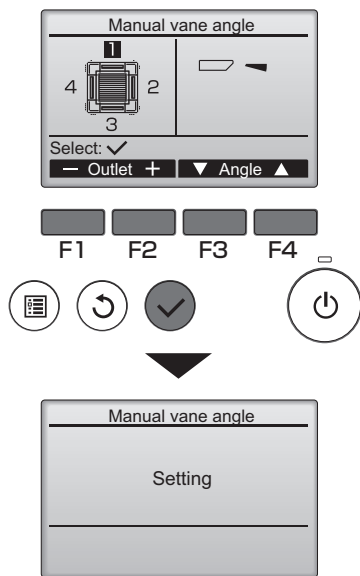 Manual vane angle
1
4 2
3
Select:
— Outlet + ▼ Angle ▲
F1 F2 F3 F4
Manual vane angle
Setting